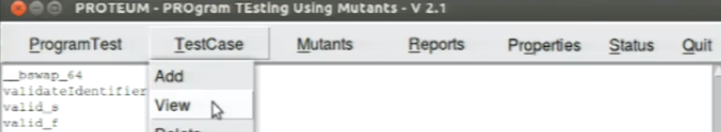 PROTEUM - PROgram TEsting Using Mutants - V 2.1
ProgramTest TestCase Mutants Reports Properties Status Quit
__bswap_64
Add
validateIdentifier
View
valid_s
valid_f
Delete